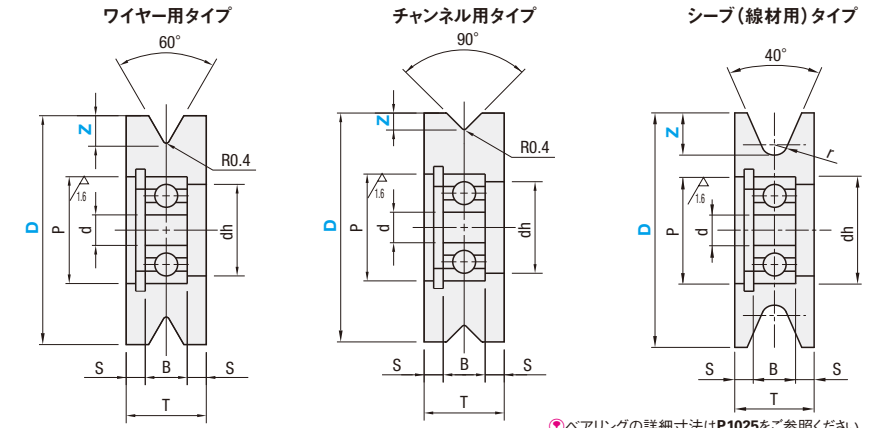 ワイヤー用タイプ
60°
Z
R0.4
1.6
D
P
d
dh
S
B
S
T
チャンネル用タイプ
90°
Z
R0.4
1.6
D
P
d
dh
S
B
S
T
シーブ(線材用)タイプ
40°
Z
r
1.6
D
P
d
dh
S
B
S
T
ベアリングの詳細寸法はP1025をご参照ください